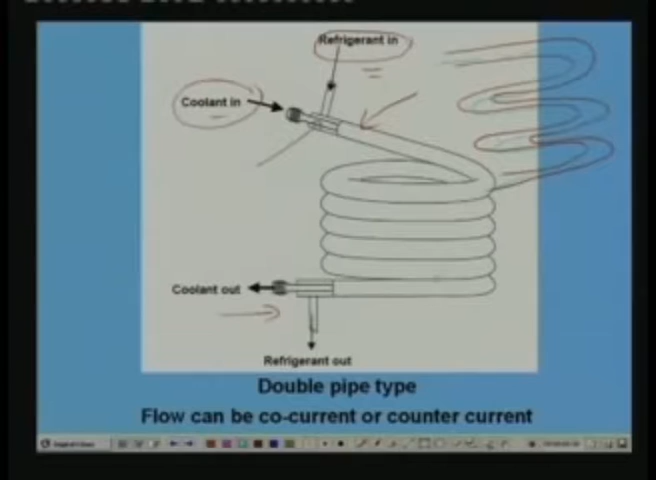 Refrigerant in
Coolant in
Coolant out
Refrigerant out
Double pipe type
Flow can be co-current or counter current